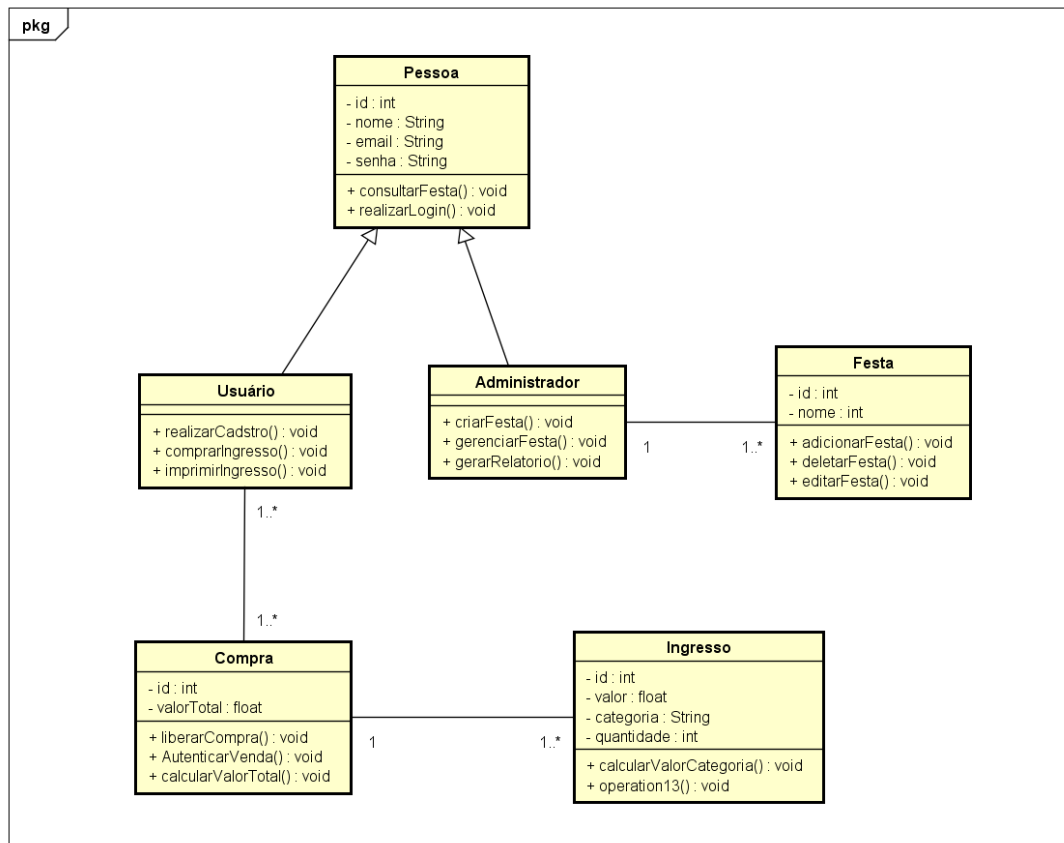 pkg
Pessoa
- id : int
- nome : String
- email : String
- senha : String
+ consultarFesta() : void
+ realizarLogin() : void
Usuário
+ realizarCadstro() : void
+ comprarIngresso() : void
+ imprimirIngresso() : void
Administrador
+ criarFesta() : void
+ gerenciarFesta() : void
+ gerarRelatorio() : void
1
1..*
Festa
- id : int
- nome : int
+ adicionarFesta() : void
+ deletarFesta() : void
+ editarFesta() : void
1..*
1..*
Compra
- id : int
- valorTotal : float
+ liberarCompra() : void
+ AutenticarVenda() : void
+ calcularValorTotal() : void
1
1..*
Ingresso
- id : int
- valor : float
- categoria : String
- quantidade : int
+ calcularValorCategoria() : void
+ operation13() : void